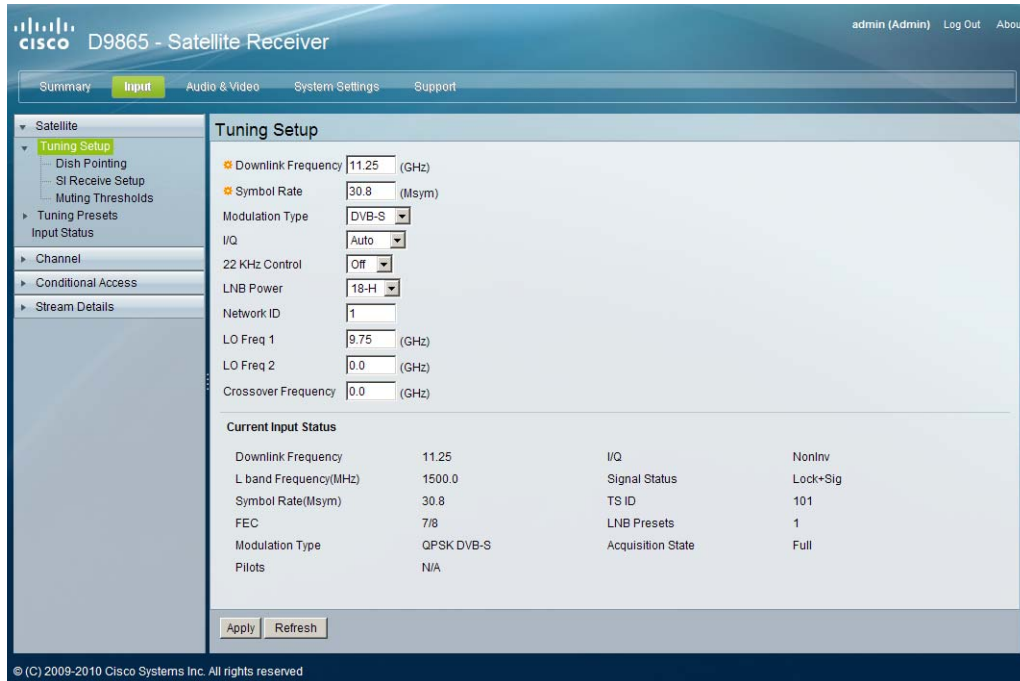 admin (Admin) Log Out Abou
CISCO D9865 - Satellite Receiver
Summary Input Audio & Video System Settings Support
Satellite
Tuning Setup
Dish Pointing
SI Receive Setup
Muting Thresholds
Tuning Presets
Input Status
Channel
Conditional Access
Stream Details
Tuning Setup
Downlink Frequency 11.25 (GHz)
Symbol Rate 30.8 (Msym)
Modulation Type DVB-S
I/Q Auto
22 KHz Control Off
LNB Power 18-H
Network ID 1
LO Freq 1 9.75 (GHz)
LO Freq 2 0.0 (GHz)
Crossover Frequency 0.0 (GHz)
Current Input Status
Downlink Frequency 11.25 I/Q NonInv
L band Frequency(MHz) 1500.0 Signal Status Lock+Sig
Symbol Rate(Msym) 30.8 TS ID 101
FEC 7/8 LNB Presets 1
Modulation Type QPSK DVB-S Acquisition State Full
Pilots N/A
Apply Refresh
© (C) 2009-2010 Cisco Systems Inc. All rights reserved